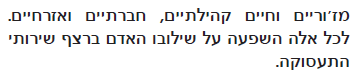 מז'וריים וחיים קהילתיים, חברתיים ואזרחיים.
לכל אלה השפעה על שילובו האדם ברצף שירותי
התעסוקה.